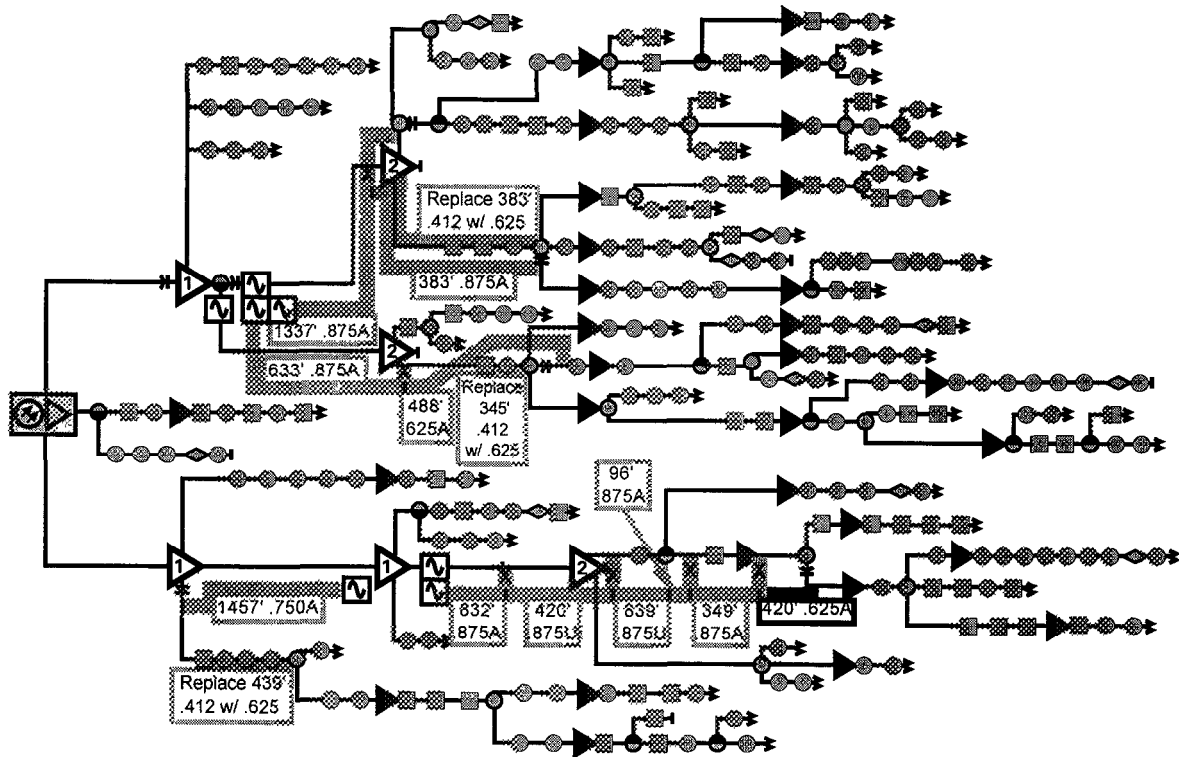 2
Replace 383'
.412 w/ .625
1
383' .875A
1337' .875A
633' .875A
2
488'
625A
Replace
345'
.412
w/ .625
96'
875A
1
1
2
1457' .750A
632'
875A
420'
875U
639'
875U
349'
875A
420' .625A
Replace 439'
.412 w/ .625